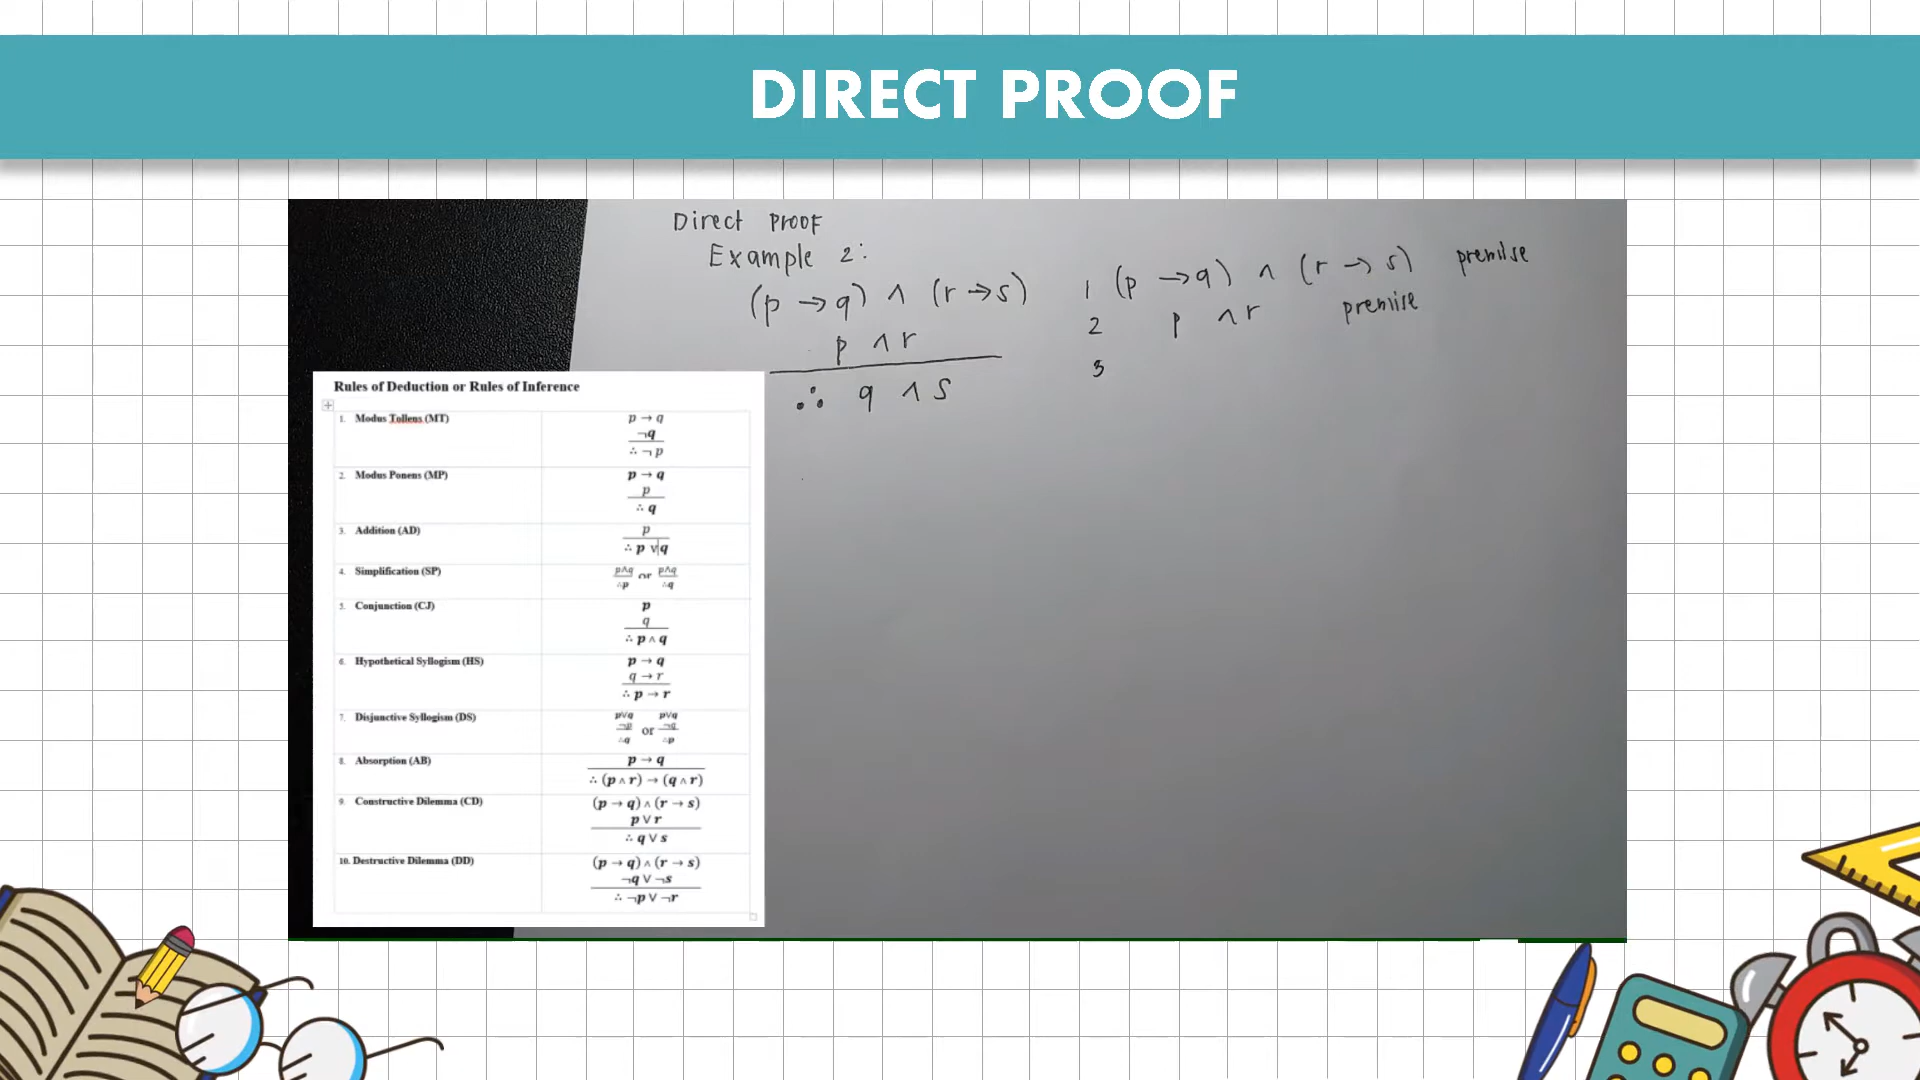 DIRECT PROOF
Direct Proof
Example 2:
(p → q) ∧ (r → s)
p ∧ r
∴ q ∧ s
1 (p → q) ∧ (r → s) premise
2 p ∧ r premise
3
Rules of Deduction or Rules of Inference
1. Modus Tollens (MT)
p → q
¬q
∴ ¬ p
2. Modus Ponens (MP)
p → q
p
∴ q
3. Addition (AD)
p
∴ p ∨ q
4. Simplification (SP)
p∧q or p∧q
∴p ∴q
5. Conjunction (CJ)
p
q
∴ p ∧ q
6. Hypothetical Syllogism (HS)
p → q
q → r
∴ p → r
7. Disjunctive Syllogism (DS)
p∨q p∨q
¬p or ¬q
∴q ∴p
8. Absorption (AB)
p → q
∴ (p ∧ r) → (q ∧ r)
9. Constructive Dilemma (CD)
(p → q) ∧ (r → s)
p ∨ r
∴ q ∨ s
10. Destructive Dilemma (DD)
(p → q) ∧ (r → s)
¬q ∨ ¬s
∴ ¬p ∨ ¬r